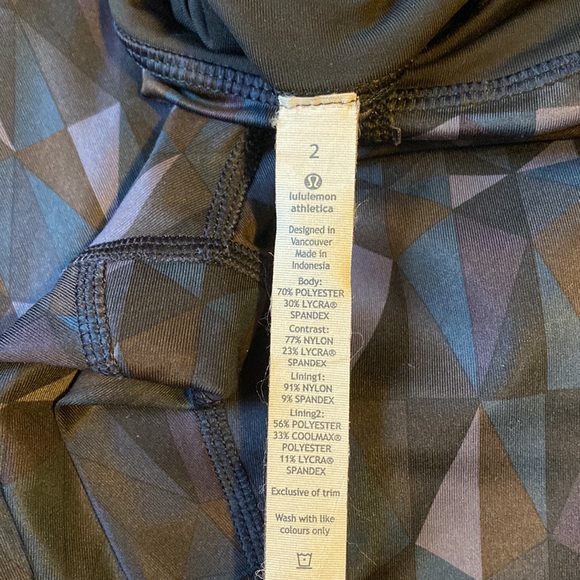 2
lululemon
athletica
Designed in
Vancouver
Made in
Indonesia
Body:
70% POLYESTER
30% LYCRA®
SPANDEX
Contrast:
77% NYLON
23% LYCRA®
SPANDEX
Lining1:
91% NYLON
9% SPANDEX
Lining2:
56% POLYESTER
33% COOLMAX®
POLYESTER
11% LYCRA®
SPANDEX
Exclusive of trim
Wash with like
colours only